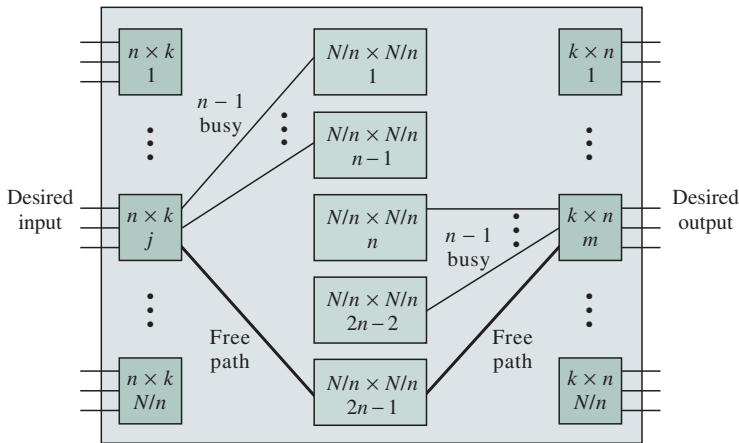 n × k
1
N/n × N/n
1
k × n
1
n − 1
busy
N/n × N/n
n−1
Desired
input
n × k
j
N/n × N/n
n
n−1
busy
k × n
m
Desired
output
N/n × N/n
2n−2
Free
path
Free
path
n × k
N/n
N/n × N/n
2n−1
k × n
N/n